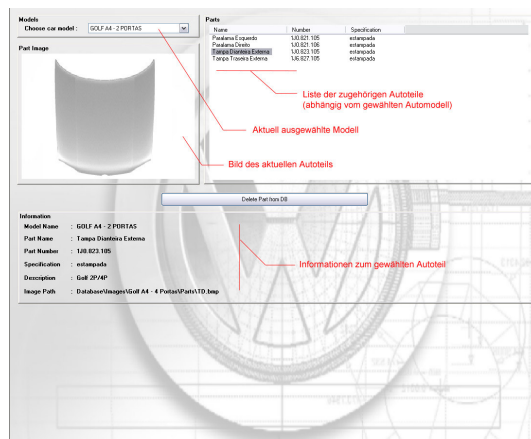 Models
Choose car model : GOLF A4 - 2 PORTAS
Part Image
Parts
Name Number Specification
Paralama Esquerdo 1J0.821.105 estampada
Paralama Direito 1J0.821.106 estampada
Tampa Dianteira Externa 1J0.823.105 estampada
Tampa Traseira Externa 1J6.827.105 estampada
Liste der zugehörigen Autoteile
(abhängig vom gewählten Automodell)
Aktuell ausgewählte Modell
Bild des aktuellen Autoteils
Delete Part from DB
Information
Model Name : GOLF A4 - 2 PORTAS
Part Name : Tampa Dianteira Externa
Part Number : 1J0.823.105
Specification : estampada
Description : Golf 2P/4P
Image Path : Database\Images\Golf A4 - 4 Portas\Parts\TD.bmp
Informationen zum gewählten Autoteil